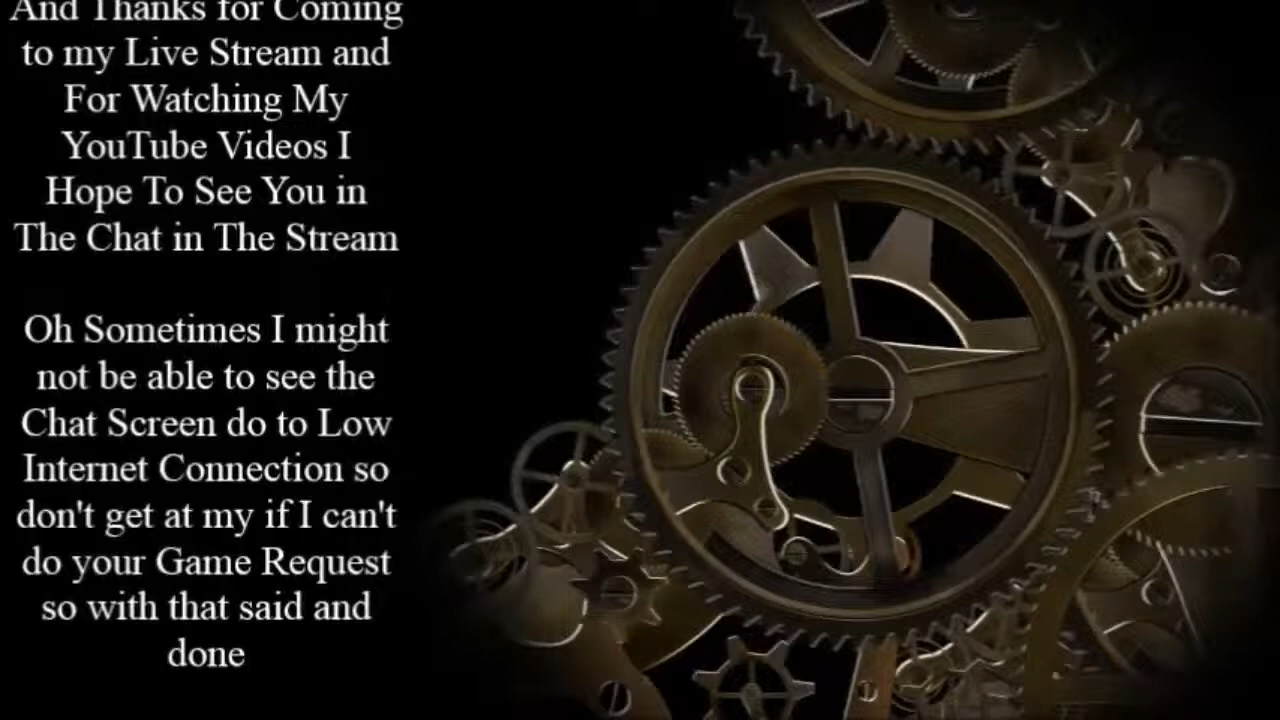 And Thanks for Coming
to my Live Stream and
For Watching My
YouTube Videos I
Hope To See You in
The Chat in The Stream
Oh Sometimes I might
not be able to see the
Chat Screen do to Low
Internet Connection so
don't get at my if I can't
do your Game Request
so with that said and
done